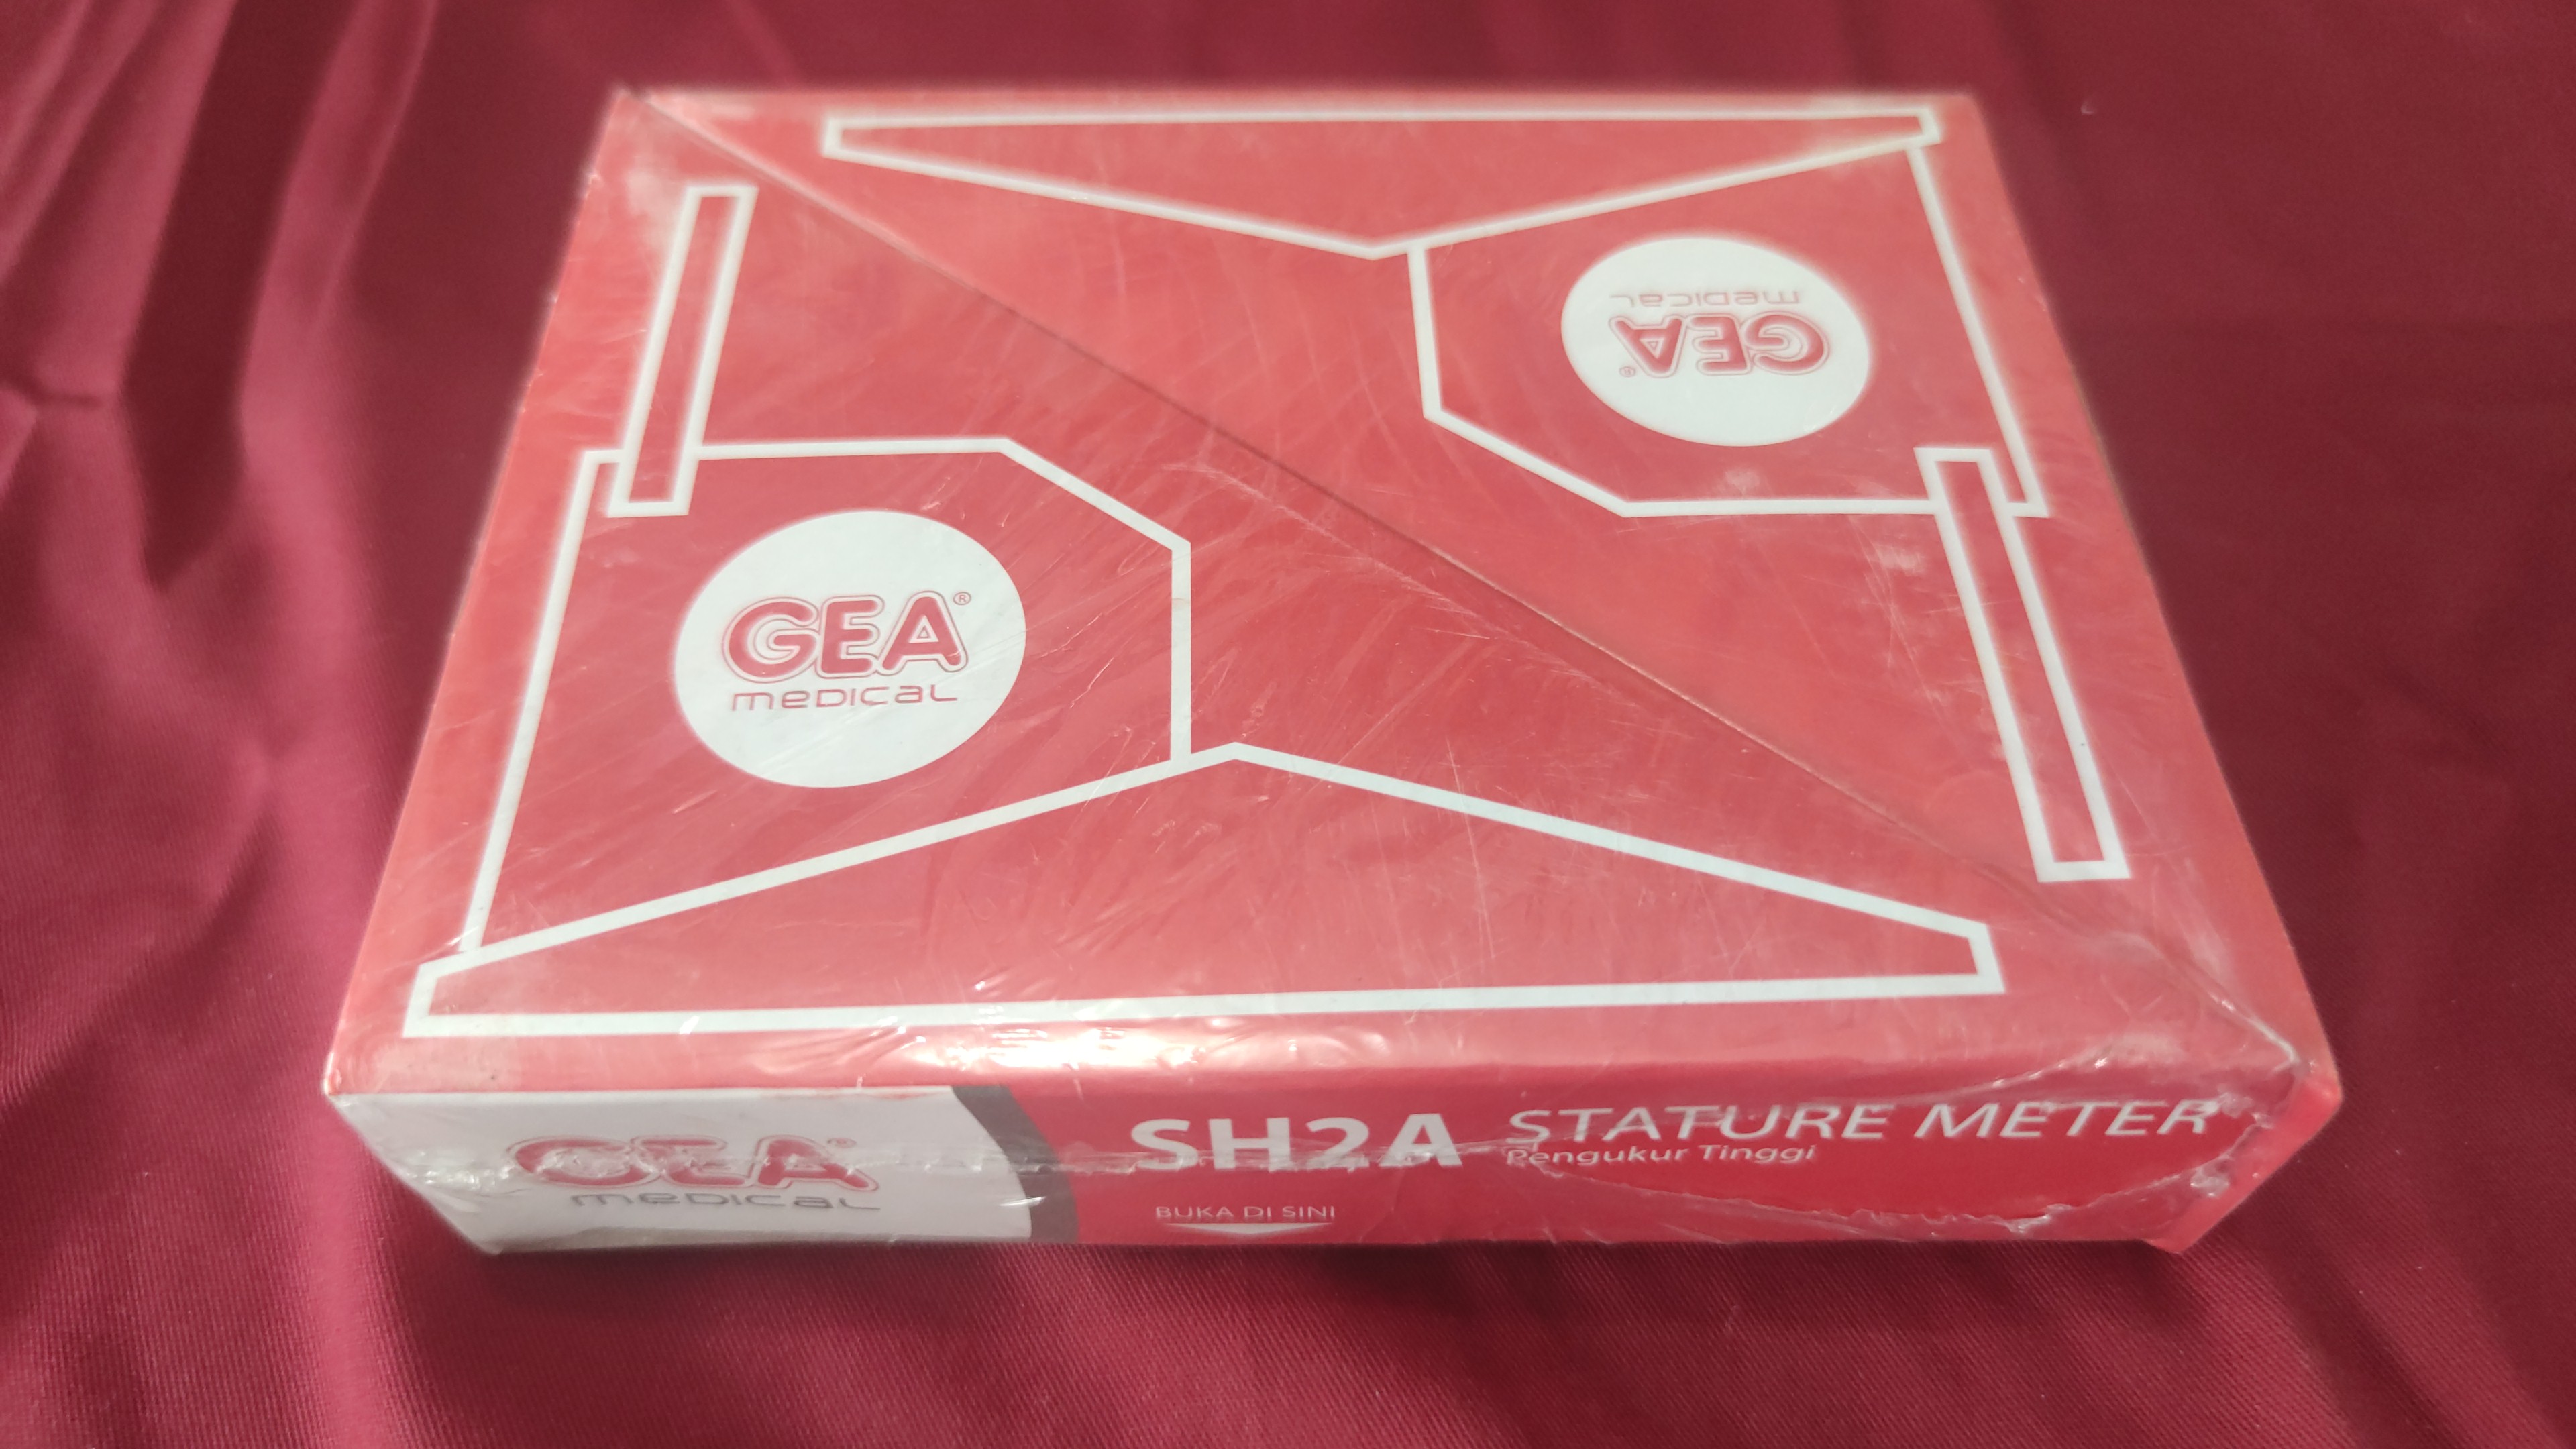 GEA®
medical
GEA®
medical
GEA®
medical
SH2A STATURE METER
Pengukur Tinggi
BUKA DI SINI